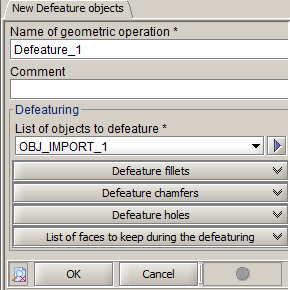 New Defeature objects
Name of geometric operation *
Defeature_1
Comment
Defeaturing
List of objects to defeature *
OBJ_IMPORT_1
Defeature fillets
Defeature chamfers
Defeature holes
List of faces to keep during the defeaturing
OK Cancel